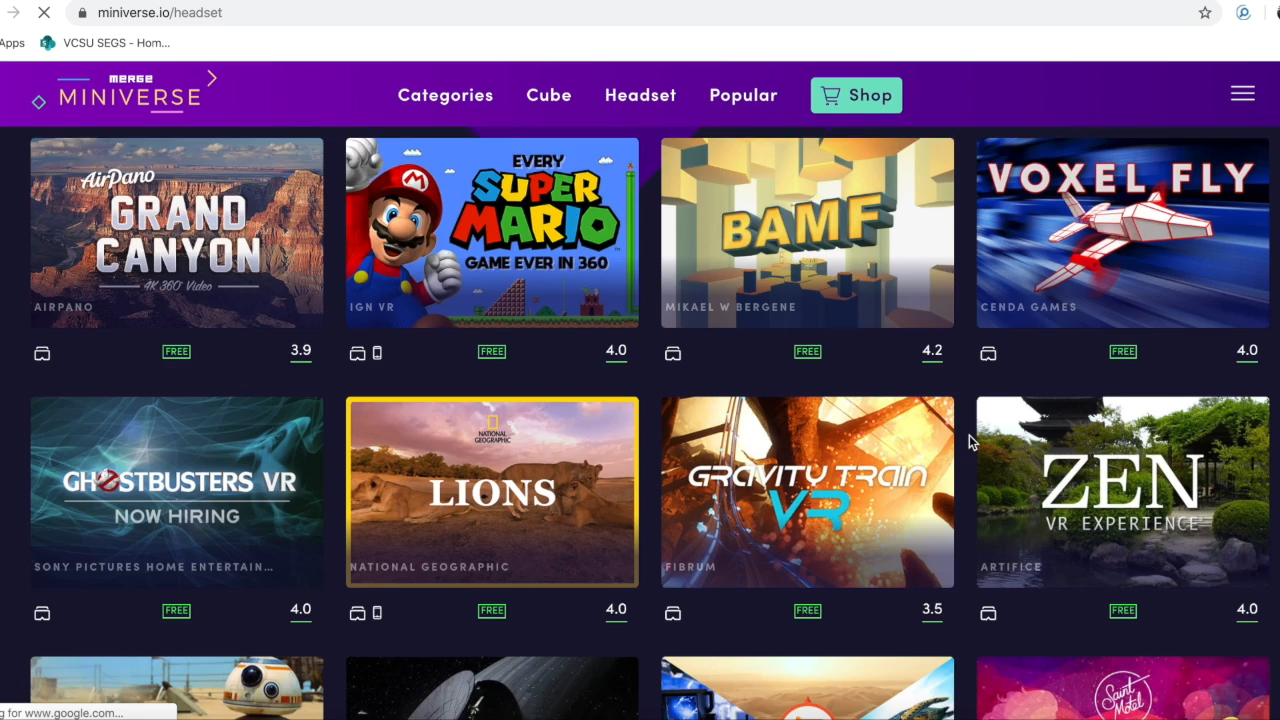 miniverse.io/headset
Apps
VCSU SEGS - Hom...
MERGE
MINIVERSE
Categories
Cube
Headset
Popular
Shop
AirPano
GRAND
CANYON
4K 360° Video
AIRPANO
EVERY
SUPER
MARIO
GAME EVER IN 360
IGN VR
BAMF
MIKAEL W BERGENE
VOXEL FLY
CENDA GAMES
FREE
3.9
FREE
4.0
FREE
4.2
FREE
4.0
GHOSTBUSTERS VR
NOW HIRING
SONY PICTURES HOME ENTERTAIN...
NATIONAL
GEOGRAPHIC
LIONS
NATIONAL GEOGRAPHIC
GRAVITY TRAIN
VR
FIBRUM
ZEN
VR EXPERIENCE
ARTIFICE
FREE
4.0
FREE
4.0
FREE
3.5
FREE
4.0
Saint
Motel
g for www.google.com...